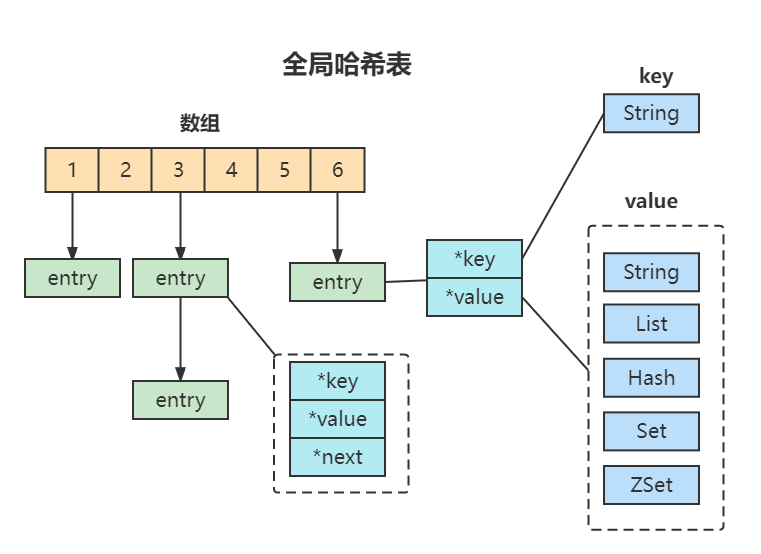 全局哈希表
key
String
数组
1 2 3 4 5 6
value
entry
entry
entry
*key
*value
String
List
Hash
Set
ZSet
entry
*key
*value
*next